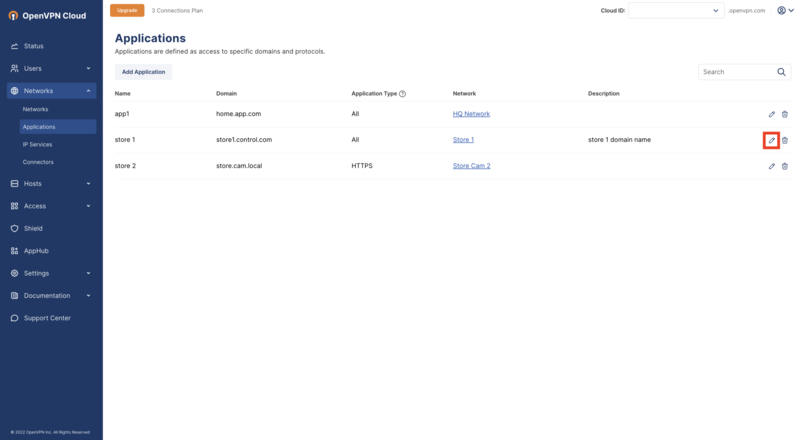 OpenVPN Cloud
Upgrade 3 Connections Plan Cloud ID: .openvpn.com
Status
Users
Networks
Networks
Applications
IP Services
Connectors
Hosts
Access
Shield
AppHub
Settings
Documentation
Support Center
© 2022 OpenVPN Inc. All Rights Reserved
Applications
Applications are defined as access to specific domains and protocols.
Add Application Search
Name Domain Application Type ? Network Description
app1 home.app.com All HQ Network
store 1 store1.control.com All Store 1 store 1 domain name
store 2 store.cam.local HTTPS Store Cam 2